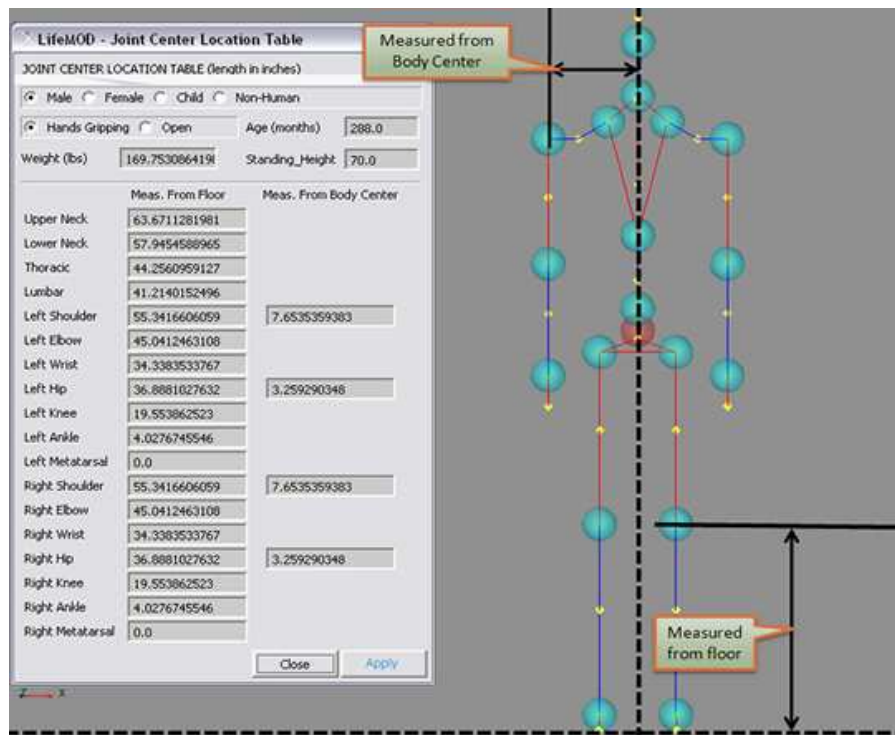 LifeMOD - Joint Center Location Table
JOINT CENTER LOCATION TABLE (length in inches)
Male Female Child Non-Human
Hands Gripping Open Age (months) 288.0
Weight (lbs) 169.7530864198 Standing_Height 70.0
Meas. From Floor Meas. From Body Center
Upper Neck 63.6711281981
Lower Neck 57.9454588965
Thoracic 44.2560959127
Lumbar 41.2140152496
Left Shoulder 55.3416606059 7.6535359383
Left Elbow 45.0412463108
Left Wrist 34.3383533767
Left Hip 36.8881027632 3.259290348
Left Knee 19.553862523
Left Ankle 4.0276745546
Left Metatarsal 0.0
Right Shoulder 55.3416606059 7.6535359383
Right Elbow 45.0412463108
Right Wrist 34.3383533767
Right Hip 36.8881027632 3.259290348
Right Knee 19.553862523
Right Ankle 4.0276745546
Right Metatarsal 0.0
Close Apply
Measured from
Body Center
Measured
from floor
Z X